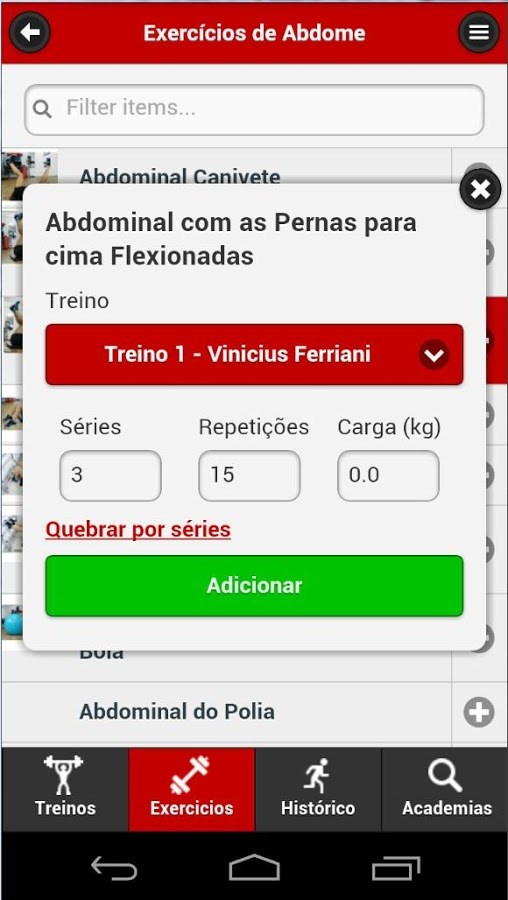 Exercícios de Abdome
Filter items...
Abdominal Canivete
Abdominal com as Pernas para
cima Flexionadas
Treino
Treino 1 - Vinicius Ferriani
Séries
Repetições
Carga (kg)
3
15
0.0
Quebrar por séries
Adicionar
Bola
Abdominal do Polia
Treinos
Exercicios
Histórico
Academias